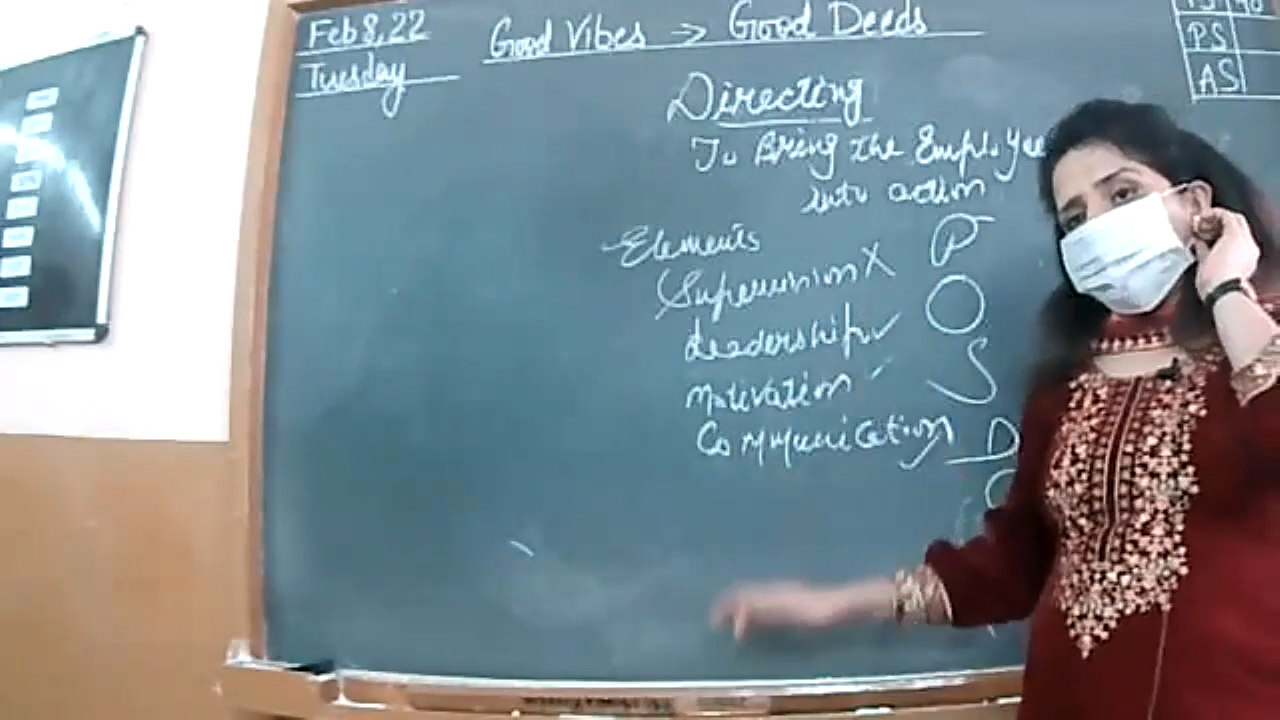 Feb 8, 22
Tuesday
Good Vibes → Good Deeds
PS
AS
Directing
To Bring the Employee
into action
Elements
Supervision X
Leadership ✓
Motivation
Communication
P
O
S
D